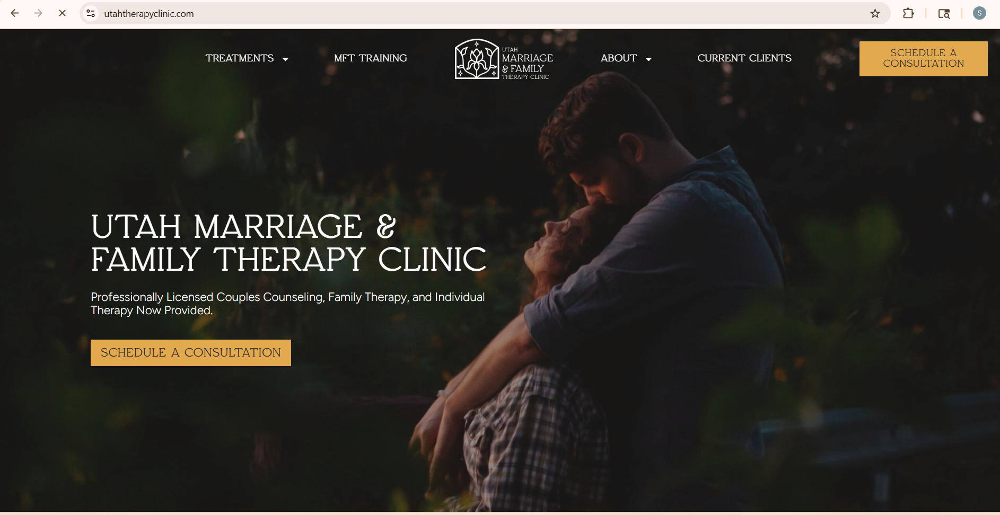 utahtherapyclinic.com
S
TREATMENTS
MFT TRAINING
UTAH
MARRIAGE
& FAMILY
THERAPY CLINIC
ABOUT
CURRENT CLIENTS
SCHEDULE A
CONSULTATION
UTAH MARRIAGE &
FAMILY THERAPY CLINIC
Professionally Licensed Couples Counseling, Family Therapy, and Individual
Therapy Now Provided.
SCHEDULE A CONSULTATION